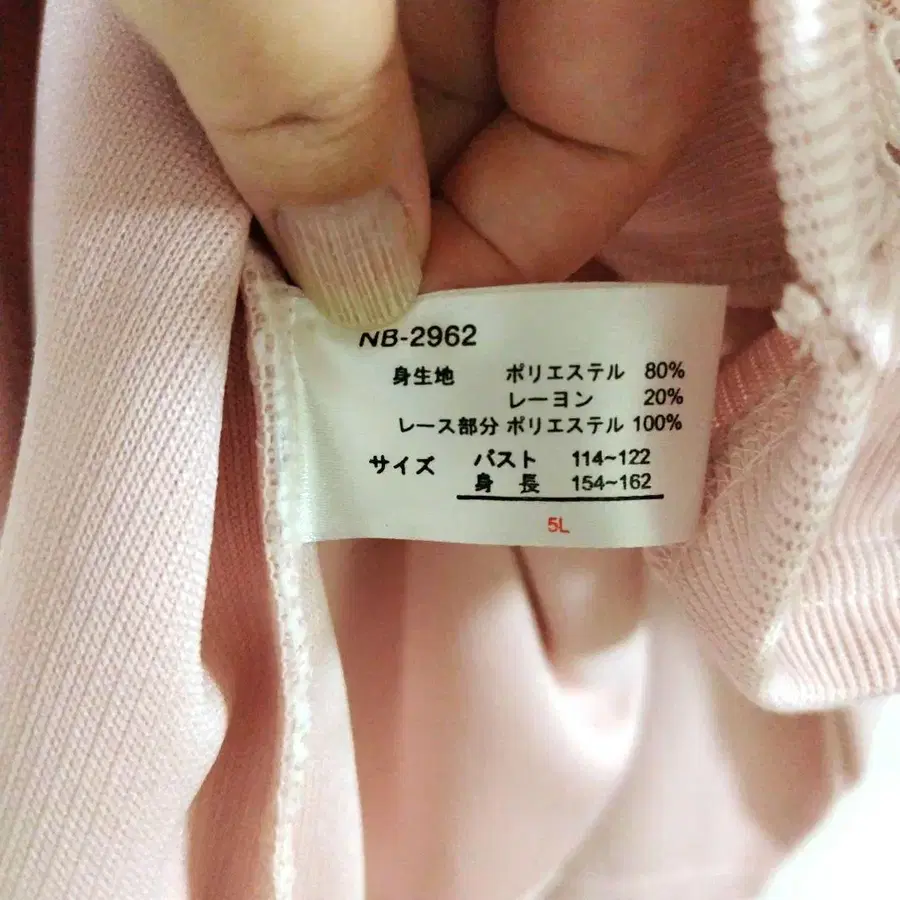 NB-2962
身生地 ポリエステル 80%
レーヨン 20%
レース部分 ポリエステル 100%
サイズ バスト 114~122
身長 154~162
5L